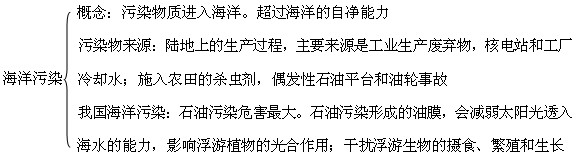 概念：污染物质进入海洋。超过海洋的自净能力
污染物来源：陆地上的生产过程，主要来源是工业生产废弃物，核电站和工厂
海洋污染
冷却水；施入农田的杀虫剂，偶发性石油平台和油轮事故
我国海洋污染：石油污染危害最大。石油污染形成的油膜，会减弱太阳光透入
海水的能力，影响浮游植物的光合作用；干扰浮游生物的摄食、繁殖和生长